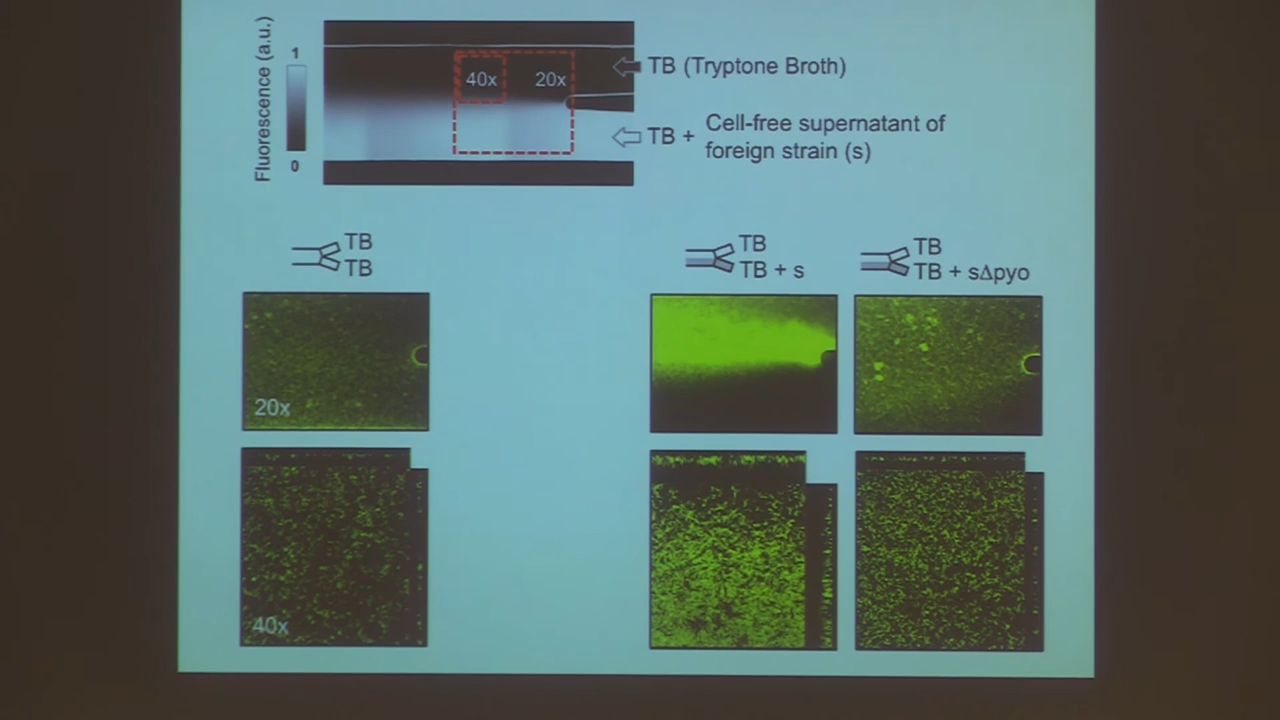 Fluorescence (a.u.)
1
0
40x 20x
TB (Tryptone Broth)
TB + Cell-free supernatant of
foreign strain (s)
TB
TB
TB
TB + s
TB
TB + sΔpyo
20x
40x